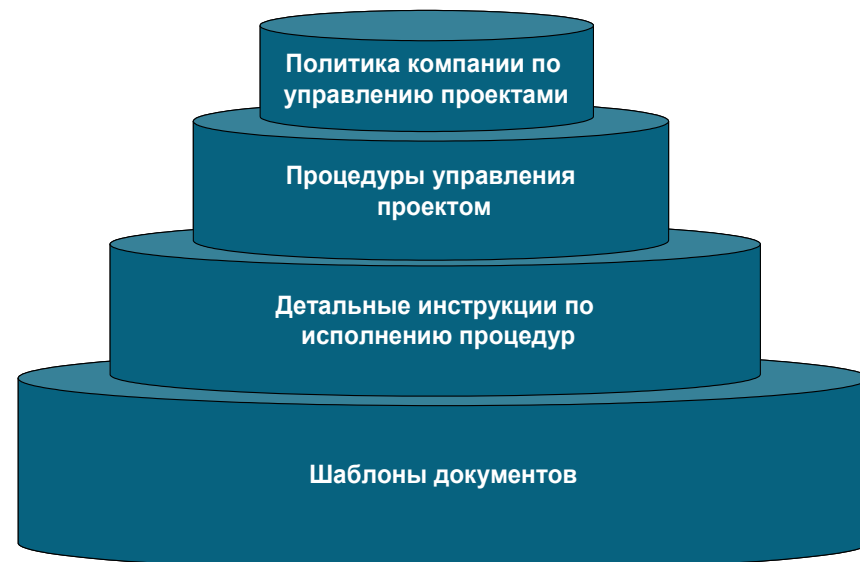 Политика компании по
управлению проектами
Процедуры управления
проектом
Детальные инструкции по
исполнению процедур
Шаблоны документов